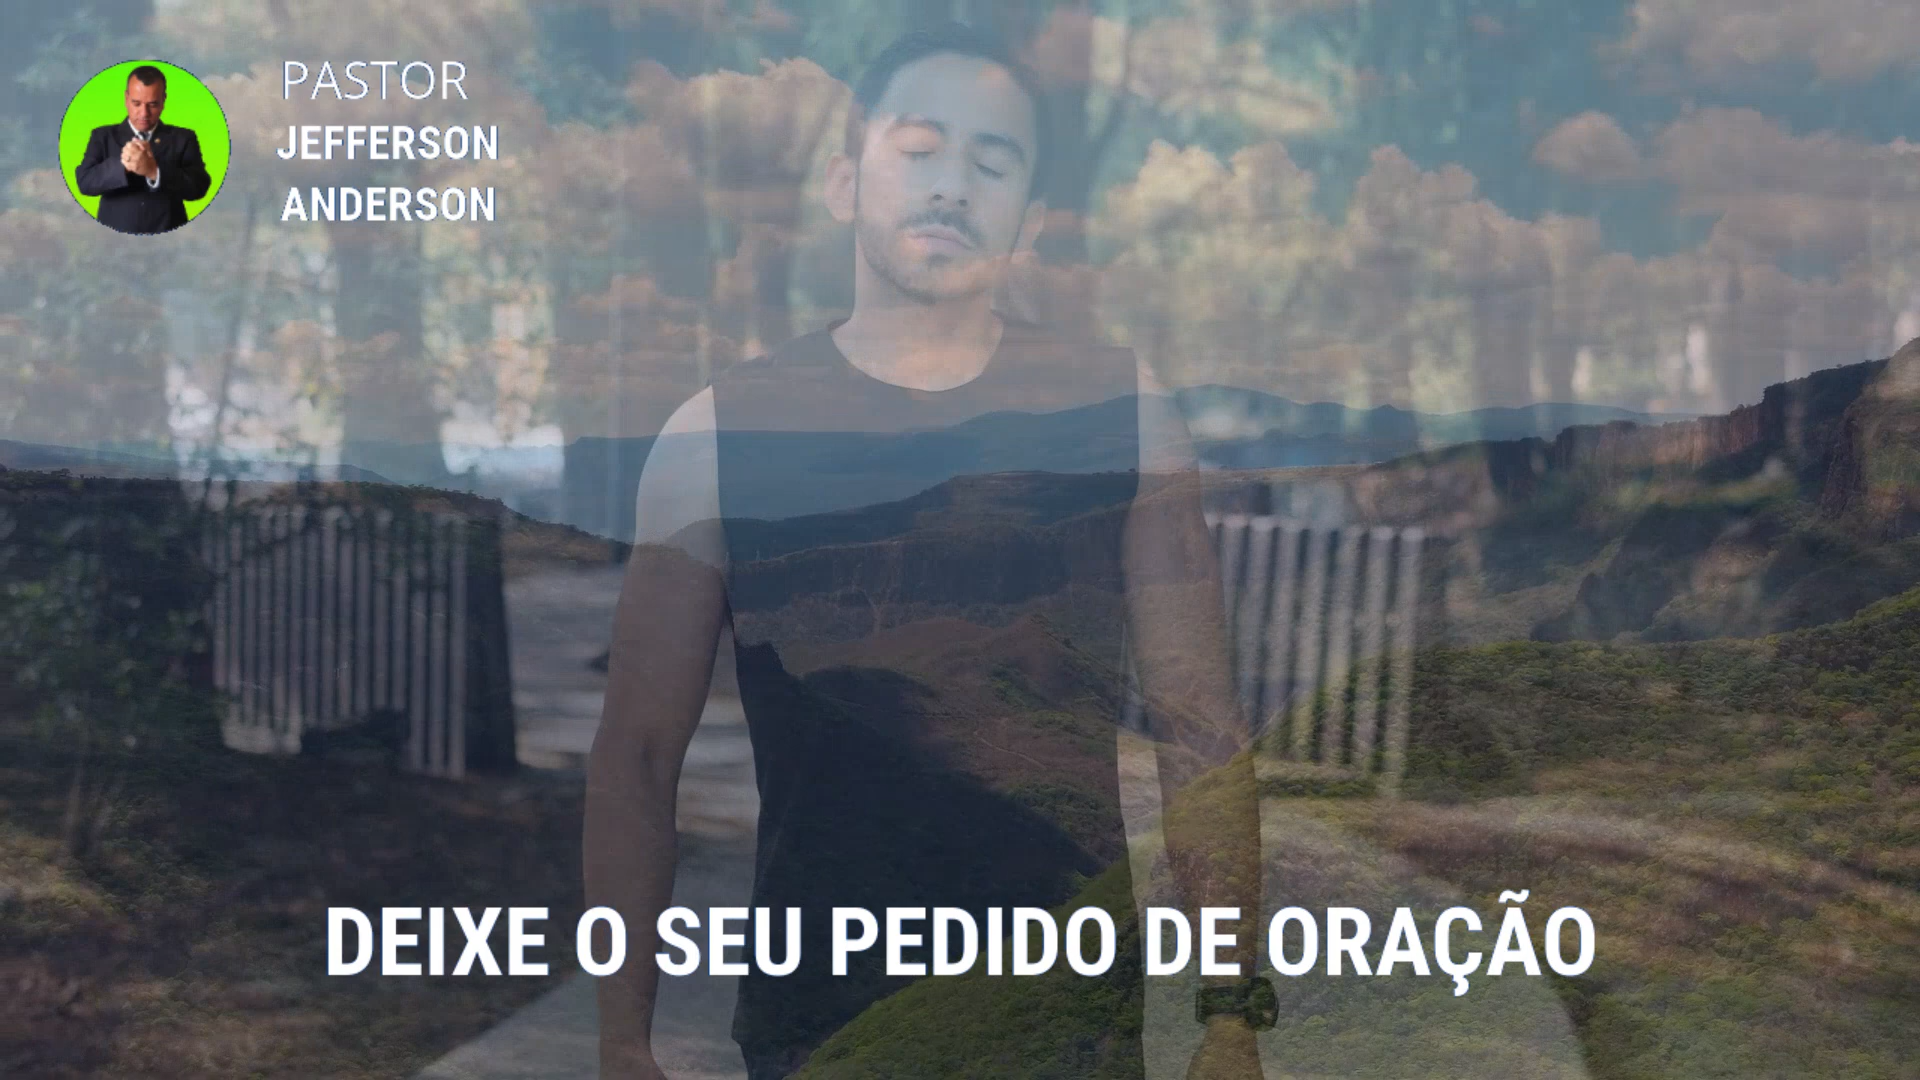 PASTOR
JEFFERSON
ANDERSON
DEIXE O SEU PEDIDO DE ORAÇÃO